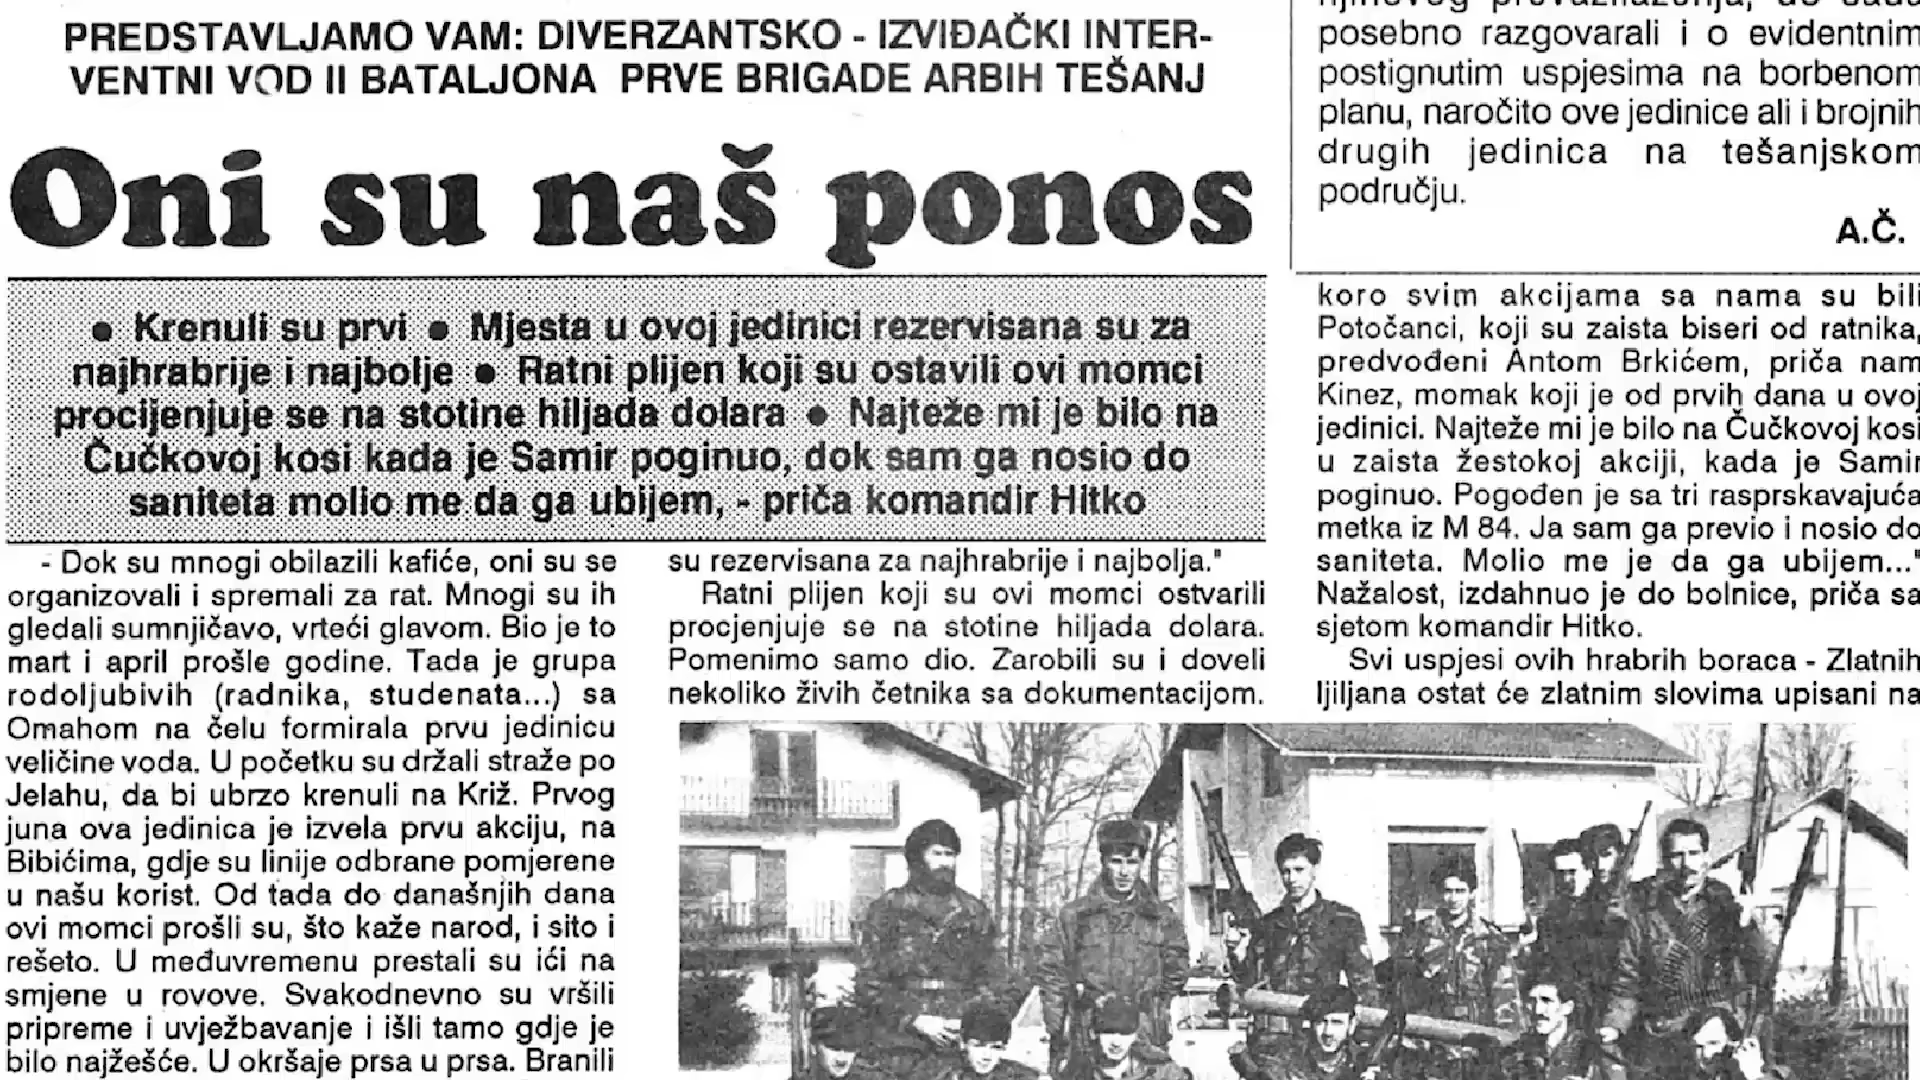 PREDSTAVLJAMO VAM: DIVERZANTSKO - IZVIĐAČKI INTER-
VENTNI VOD II BATALJONA PRVE BRIGADE ARBIH TEŠANJ
Oni su naš ponos
● Krenuli su prvi ● Mjesta u ovoj jedinici rezervisana su za
najhrabrije i najbolje ● Ratni plijen koji su ostavili ovi momci
procijenjuje se na stotine hiljada dolara ● Najteže mi je bilo na
Čučkovoj kosi kada je Samir poginuo, dok sam ga nosio do
saniteta molio me da ga ubijem, - priča komandir Hitko
- Dok su mnogi obilazili kafiće, oni su se
organizovali i spremali za rat. Mnogi su ih
gledali sumnjičavo, vrteći glavom. Bio je to
mart i april prošle godine. Tada je grupa
rodoljubivih (radnika, studenata...) sa
Omahom na čelu formirala prvu jedinicu
veličine voda. U početku su držali straže po
Jelahu, da bi ubrzo krenuli na Križ. Prvog
juna ova jedinica je izvela prvu akciju, na
Bibićima, gdje su linije odbrane pomjerene
u našu korist. Od tada do današnjih dana
ovi momci prošli su, što kaže narod, i sito i
rešeto. U međuvremenu prestali su ići na
smjene u rovove. Svakodnevno su vršili
pripreme i uvježbavanje i išli tamo gdje je
bilo najžešće. U okršaje prsa u prsa. Branili
su rezervisana za najhrabrije i najbolja."
Ratni plijen koji su ovi momci ostvarili
procjenjuje se na stotine hiljada dolara.
Pomenimo samo dio. Zarobili su i doveli
nekoliko živih četnika sa dokumentacijom.
posebno razgovarali i o evidentnim
postignutim uspjesima na borbenom
planu, naročito ove jedinice ali i brojnih
drugih jedinica na tešanjskom
području.
A.Č.
koro svim akcijama sa nama su bili
Potočanci, koji su zaista biseri od ratnika,
predvođeni Antom Brkićem, priča nam
Kinez, momak koji je od prvih dana u ovoj
jedinici. Najteže mi je bilo na Čučkovoj kosi
u zaista žestokoj akciji, kada je Samir
poginuo. Pogođen je sa tri rasprskavajuća
metka iz M 84. Ja sam ga previo i nosio do
saniteta. Molio me je da ga ubijem..."
Nažalost, izdahnuo je do bolnice, priča sa
sjetom komandir Hitko.
Svi uspjesi ovih hrabrih boraca - Zlatnih
ljiljana ostat će zlatnim slovima upisani na